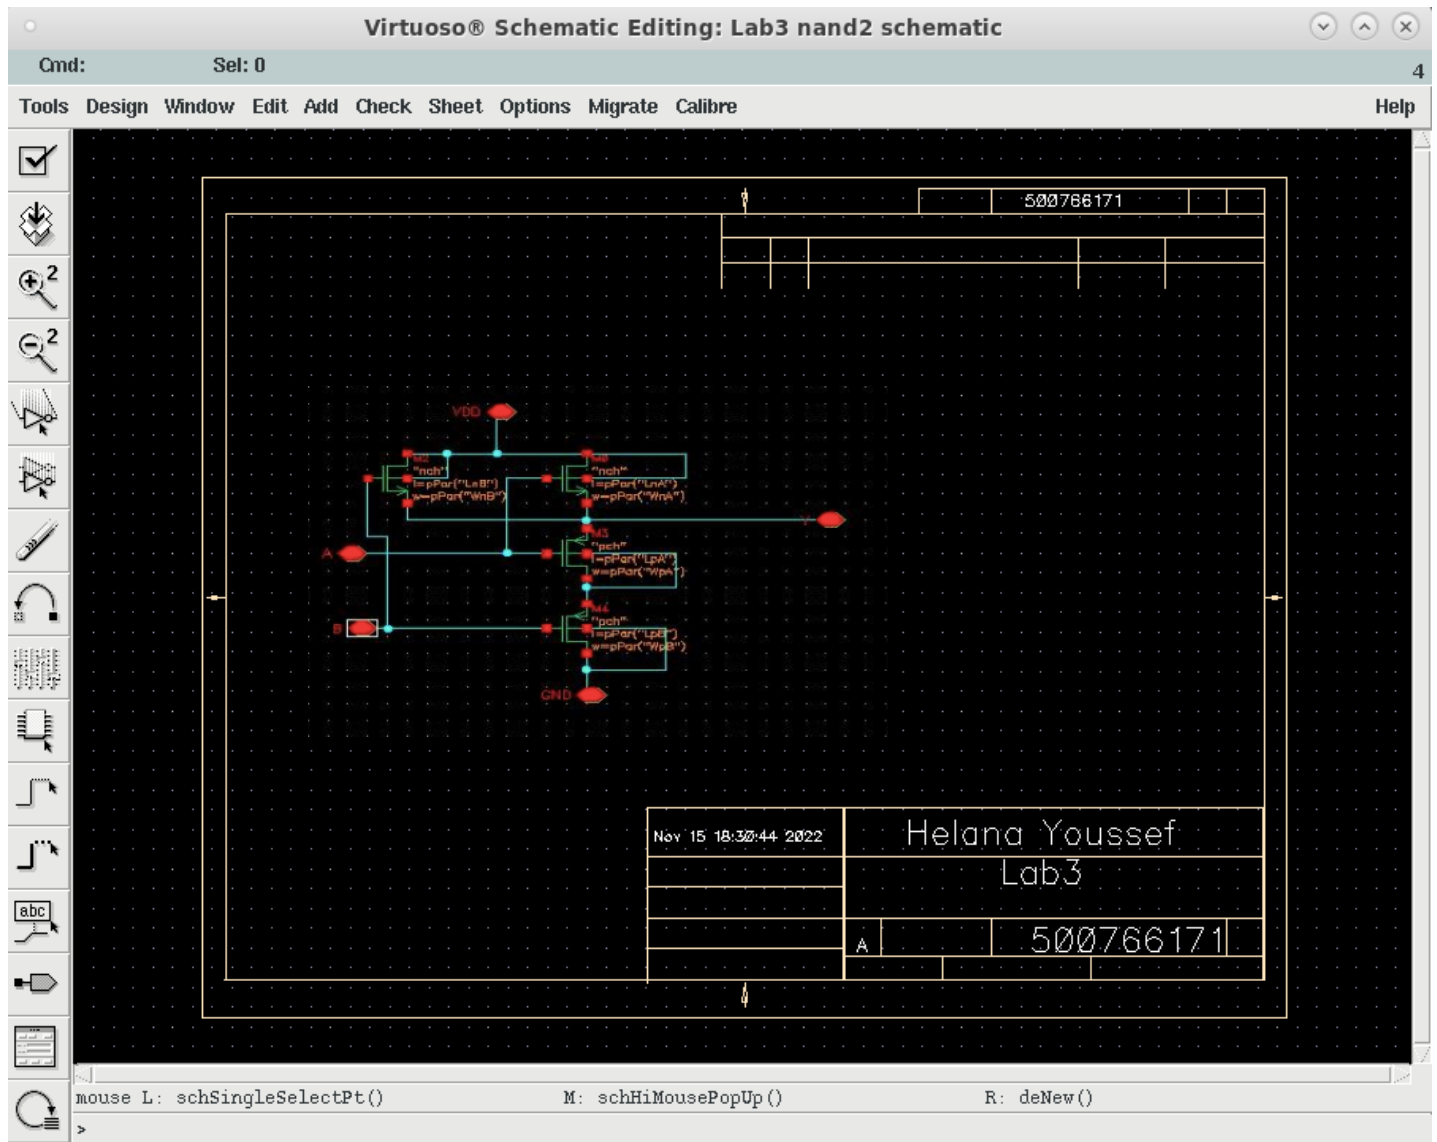 Virtuoso® Schematic Editing: Lab3 nand2 schematic
Cmd: Sel: 0
4
Tools Design Window Edit Add Check Sheet Options Migrate Calibre Help
500766171
VDD
M2
"nch"
l=pPar("LnB")
w=pPar("WnB")
"nch"
l=pPar("LnA")
w=pPar("WnA")
Y
A
M3
"pch"
l=pPar("LpA")
w=pPar("WpA")
B
"pch"
l=pPar("LpB")
w=pPar("WpB")
GND
Nov 15 18:30:44 2022
Helana Youssef
Lab3
A
500766171
abc
mouse L: schSingleSelectPt() M: schHiMousePopUp() R: deNew()
>
2
2